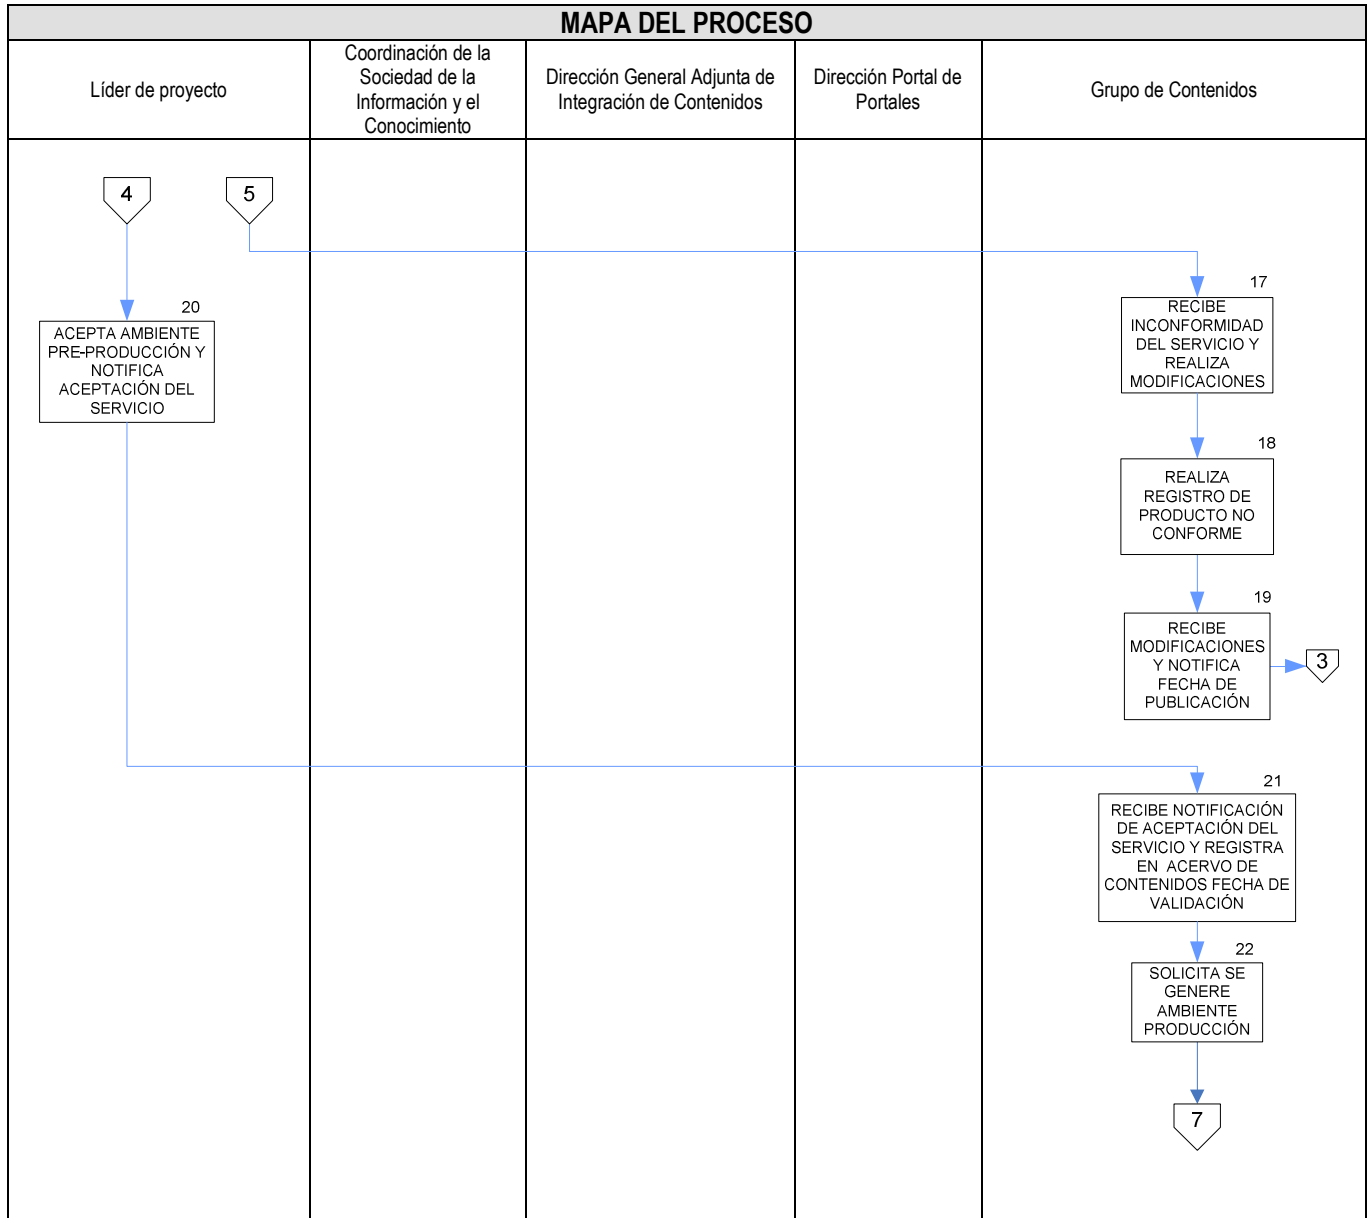 MAPA DEL PROCESO
Líder de proyecto
Coordinación de la
Sociedad de la
Información y el
Conocimiento
Dirección General Adjunta de
Integración de Contenidos
Dirección Portal de
Portales
Grupo de Contenidos
4
5
17
RECIBE
INCONFORMIDAD
DEL SERVICIO Y
REALIZA
MODIFICACIONES
20
ACEPTA AMBIENTE
PRE-PRODUCCIÓN Y
NOTIFICA
ACEPTACIÓN DEL
SERVICIO
18
REALIZA
REGISTRO DE
PRODUCTO NO
CONFORME
19
RECIBE
MODIFICACIONES
Y NOTIFICA
FECHA DE
PUBLICACIÓN
3
21
RECIBE NOTIFICACIÓN
DE ACEPTACIÓN DEL
SERVICIO Y REGISTRA
EN ACERVO DE
CONTENIDOS FECHA DE
VALIDACIÓN
22
SOLICITA SE
GENERE
AMBIENTE
PRODUCCIÓN
7